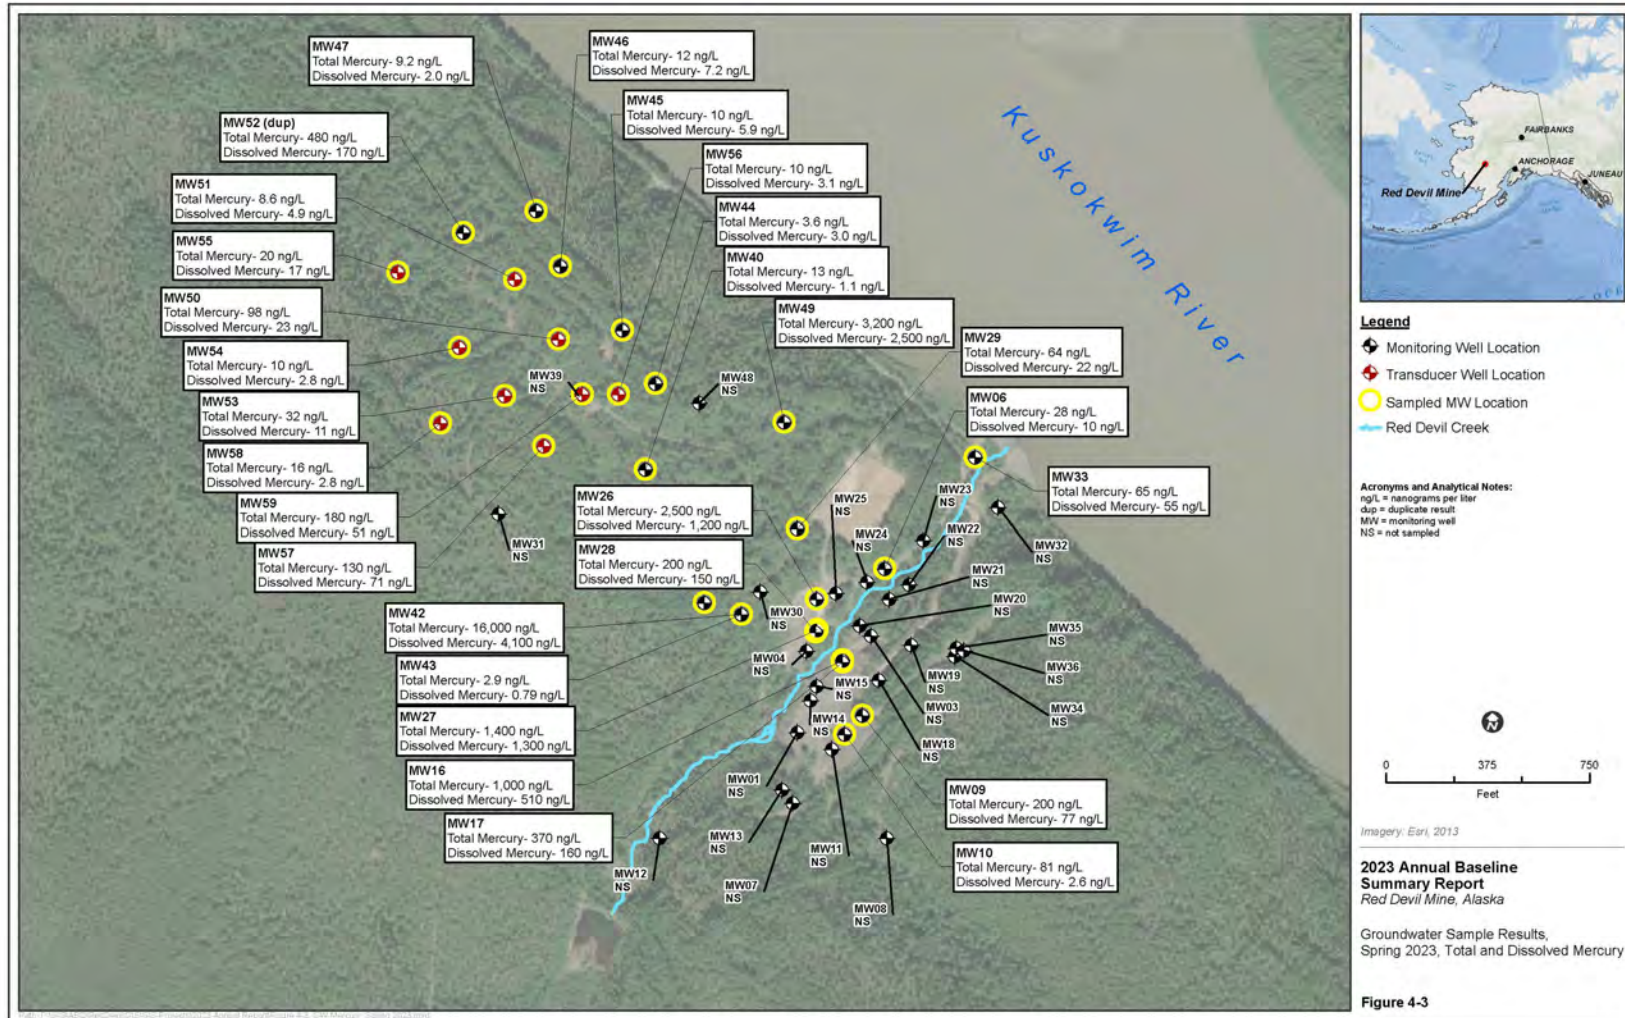 MW47
Total Mercury- 9.2 ng/L
Dissolved Mercury- 2.0 ng/L
MW46
Total Mercury- 12 ng/L
Dissolved Mercury- 7.2 ng/L
MW45
Total Mercury- 10 ng/L
Dissolved Mercury- 5.9 ng/L
MW52 (dup)
Total Mercury- 480 ng/L
Dissolved Mercury- 170 ng/L
MW56
Total Mercury- 10 ng/L
Dissolved Mercury- 3.1 ng/L
MW51
Total Mercury- 8.6 ng/L
Dissolved Mercury- 4.9 ng/L
MW44
Total Mercury- 3.6 ng/L
Dissolved Mercury- 3.0 ng/L
MW55
Total Mercury- 20 ng/L
Dissolved Mercury- 17 ng/L
MW40
Total Mercury- 13 ng/L
Dissolved Mercury- 1.1 ng/L
MW50
Total Mercury- 98 ng/L
Dissolved Mercury- 23 ng/L
MW49
Total Mercury- 3,200 ng/L
Dissolved Mercury- 2,500 ng/L
MW29
Total Mercury- 64 ng/L
Dissolved Mercury- 22 ng/L
MW54
Total Mercury- 10 ng/L
Dissolved Mercury- 2.8 ng/L
MW39
NS
MW48
NS
MW06
Total Mercury- 28 ng/L
Dissolved Mercury- 10 ng/L
MW53
Total Mercury- 32 ng/L
Dissolved Mercury- 11 ng/L
MW58
Total Mercury- 16 ng/L
Dissolved Mercury- 2.8 ng/L
MW33
Total Mercury- 65 ng/L
Dissolved Mercury- 55 ng/L
MW59
Total Mercury- 180 ng/L
Dissolved Mercury- 51 ng/L
MW26
Total Mercury- 2,500 ng/L
Dissolved Mercury- 1,200 ng/L
MW25
NS
MW23
NS
MW22
NS
MW24
NS
MW32
NS
MW31
NS
MW57
Total Mercury- 130 ng/L
Dissolved Mercury- 71 ng/L
MW28
Total Mercury- 200 ng/L
Dissolved Mercury- 150 ng/L
MW21
NS
MW20
NS
MW30
NS
MW42
Total Mercury- 16,000 ng/L
Dissolved Mercury- 4,100 ng/L
MW35
NS
MW04
NS
MW36
NS
MW43
Total Mercury- 2.9 ng/L
Dissolved Mercury- 0.79 ng/L
MW19
NS
MW15
NS
MW03
NS
MW34
NS
MW27
Total Mercury- 1,400 ng/L
Dissolved Mercury- 1,300 ng/L
MW14
NS
MW18
NS
MW16
Total Mercury- 1,000 ng/L
Dissolved Mercury- 510 ng/L
MW01
NS
MW09
Total Mercury- 200 ng/L
Dissolved Mercury- 77 ng/L
MW17
Total Mercury- 370 ng/L
Dissolved Mercury- 160 ng/L
MW13
NS
MW11
NS
MW10
Total Mercury- 81 ng/L
Dissolved Mercury- 2.6 ng/L
MW12
NS
MW07
NS
MW08
NS
Kuskokwim River
FAIRBANKS
ANCHORAGE
JUNEAU
Red Devil Mine
Legend
Monitoring Well Location
Transducer Well Location
Sampled MW Location
Red Devil Creek
Acronyms and Analytical Notes:
ng/L = nanograms per liter
dup = duplicate result
MW = monitoring well
NS = not sampled
N
0 375 750
Feet
Imagery: Esri, 2013
2023 Annual Baseline
Summary Report
Red Devil Mine, Alaska
Groundwater Sample Results,
Spring 2023, Total and Dissolved Mercury
Figure 4-3